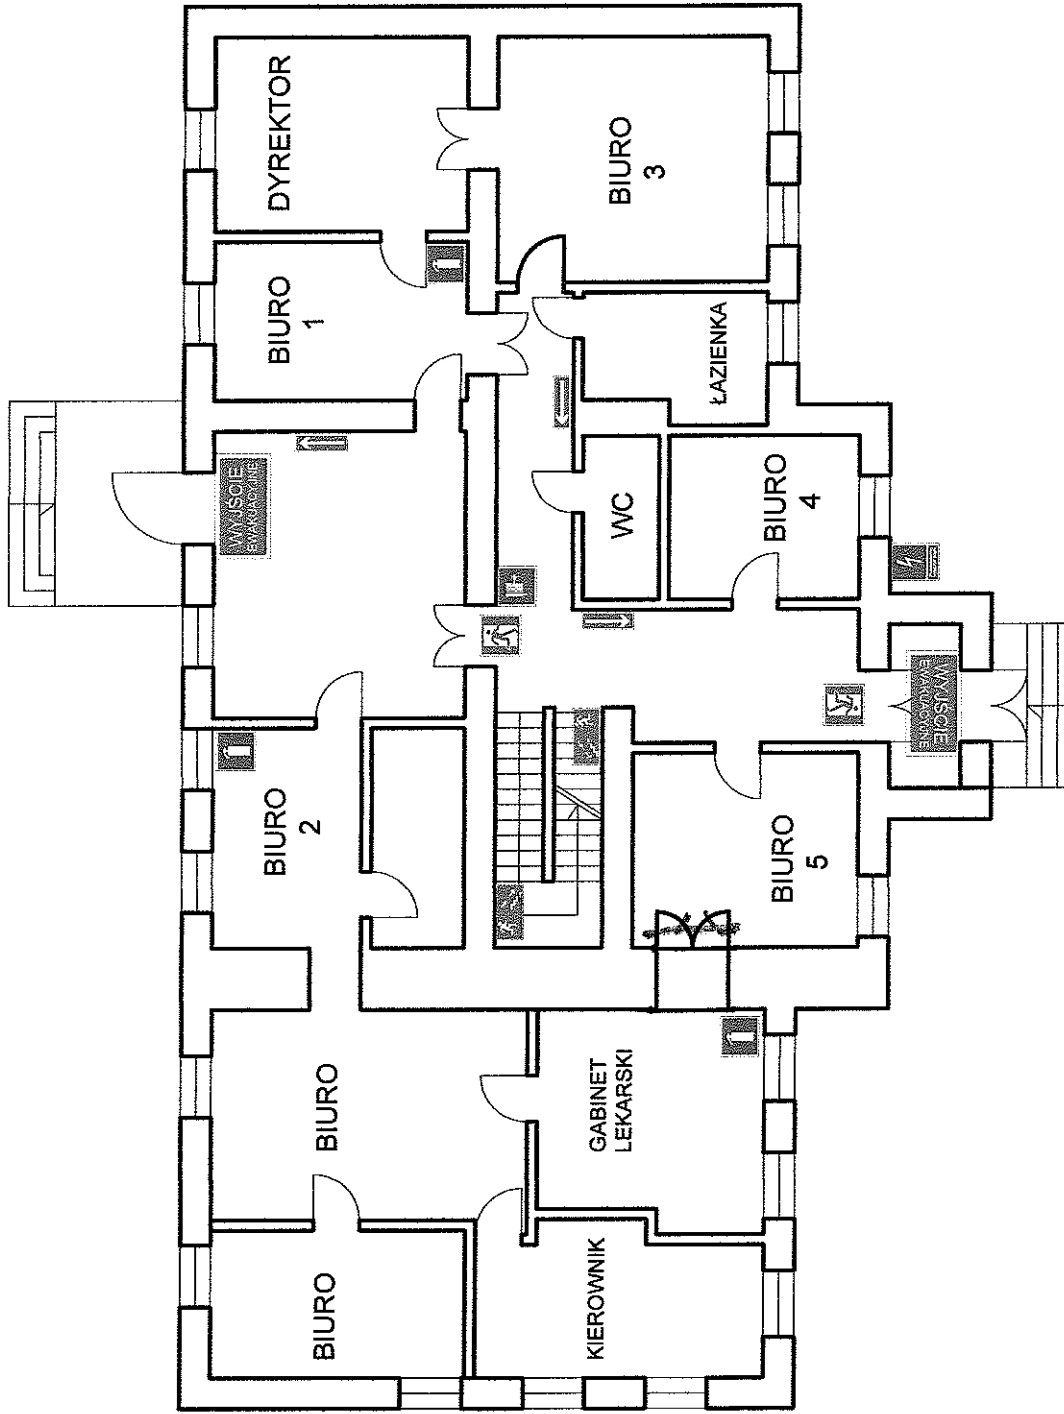 DYREKTOR
BIURO
3
BIURO
1
ŁAZIENKA
WYJŚCIE
EWAKUACYJNE
WC
BIURO
4
WYJŚCIE
EWAKUACYJNE
BIURO
2
BIURO
5
BIURO
GABINET
LEKARSKI
BIURO
KIEROWNIK